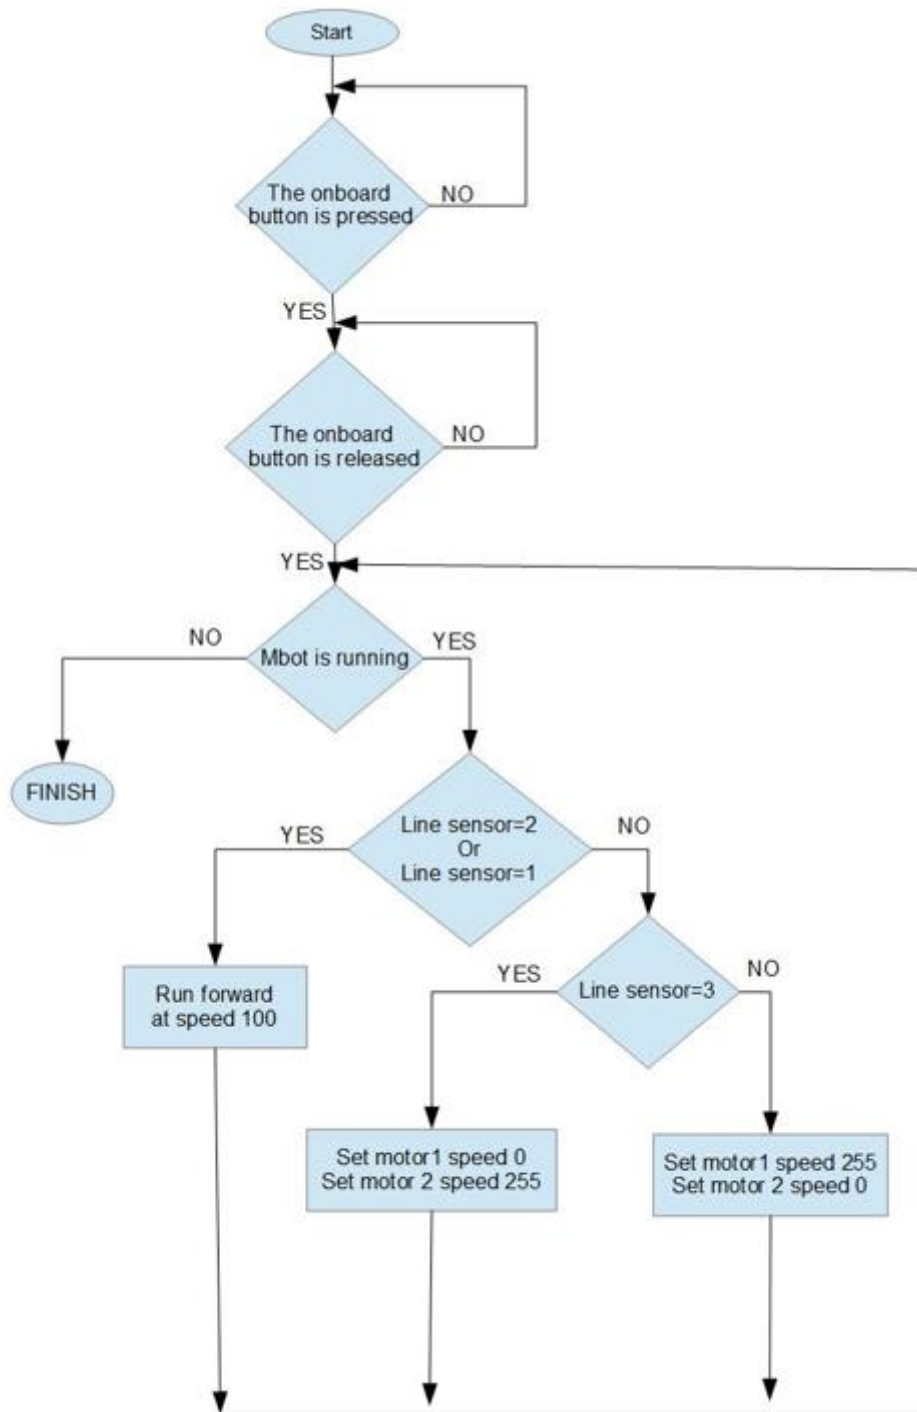 Start
The onboard
button is pressed
NO
YES
The onboard
button is released
NO
YES
Mbot is running
NO
YES
FINISH
Line sensor=2
Or
Line sensor=1
YES
NO
Run forward
at speed 100
Line sensor=3
YES
NO
Set motor1 speed 0
Set motor 2 speed 255
Set motor1 speed 255
Set motor 2 speed 0